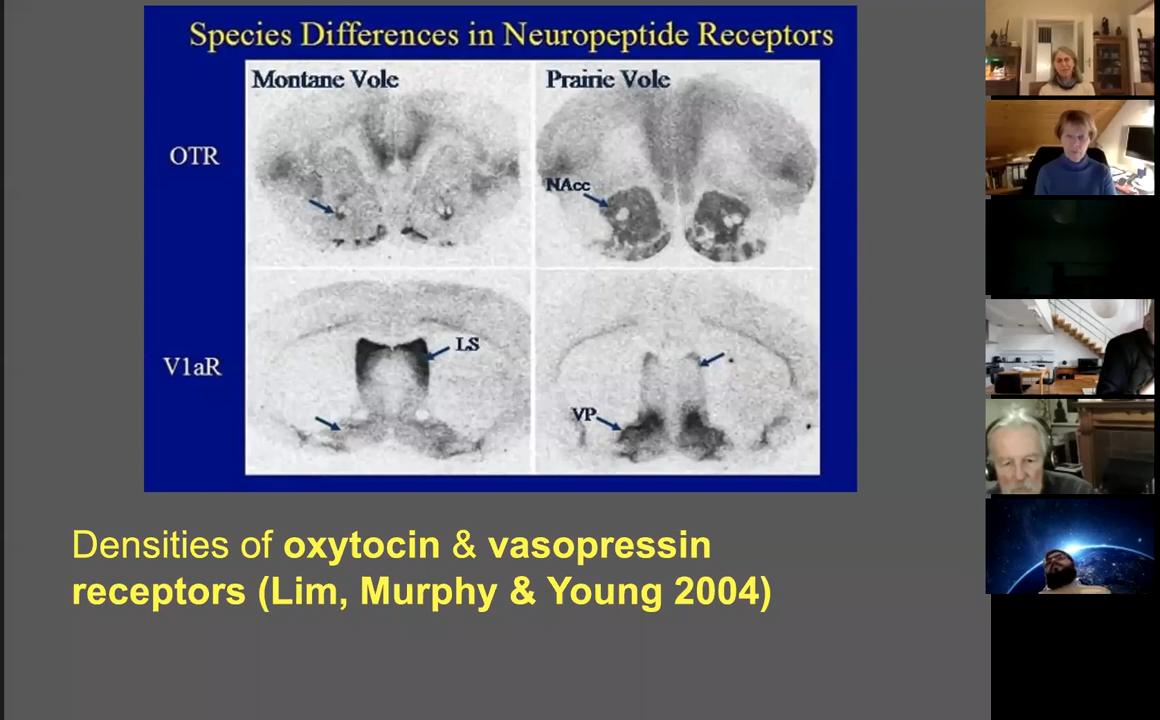 Species Differences in Neuropeptide Receptors
Montane Vole
Prairie Vole
OTR
NAcc
V1aR
LS
VP
Densities of oxytocin & vasopressin
receptors (Lim, Murphy & Young 2004)